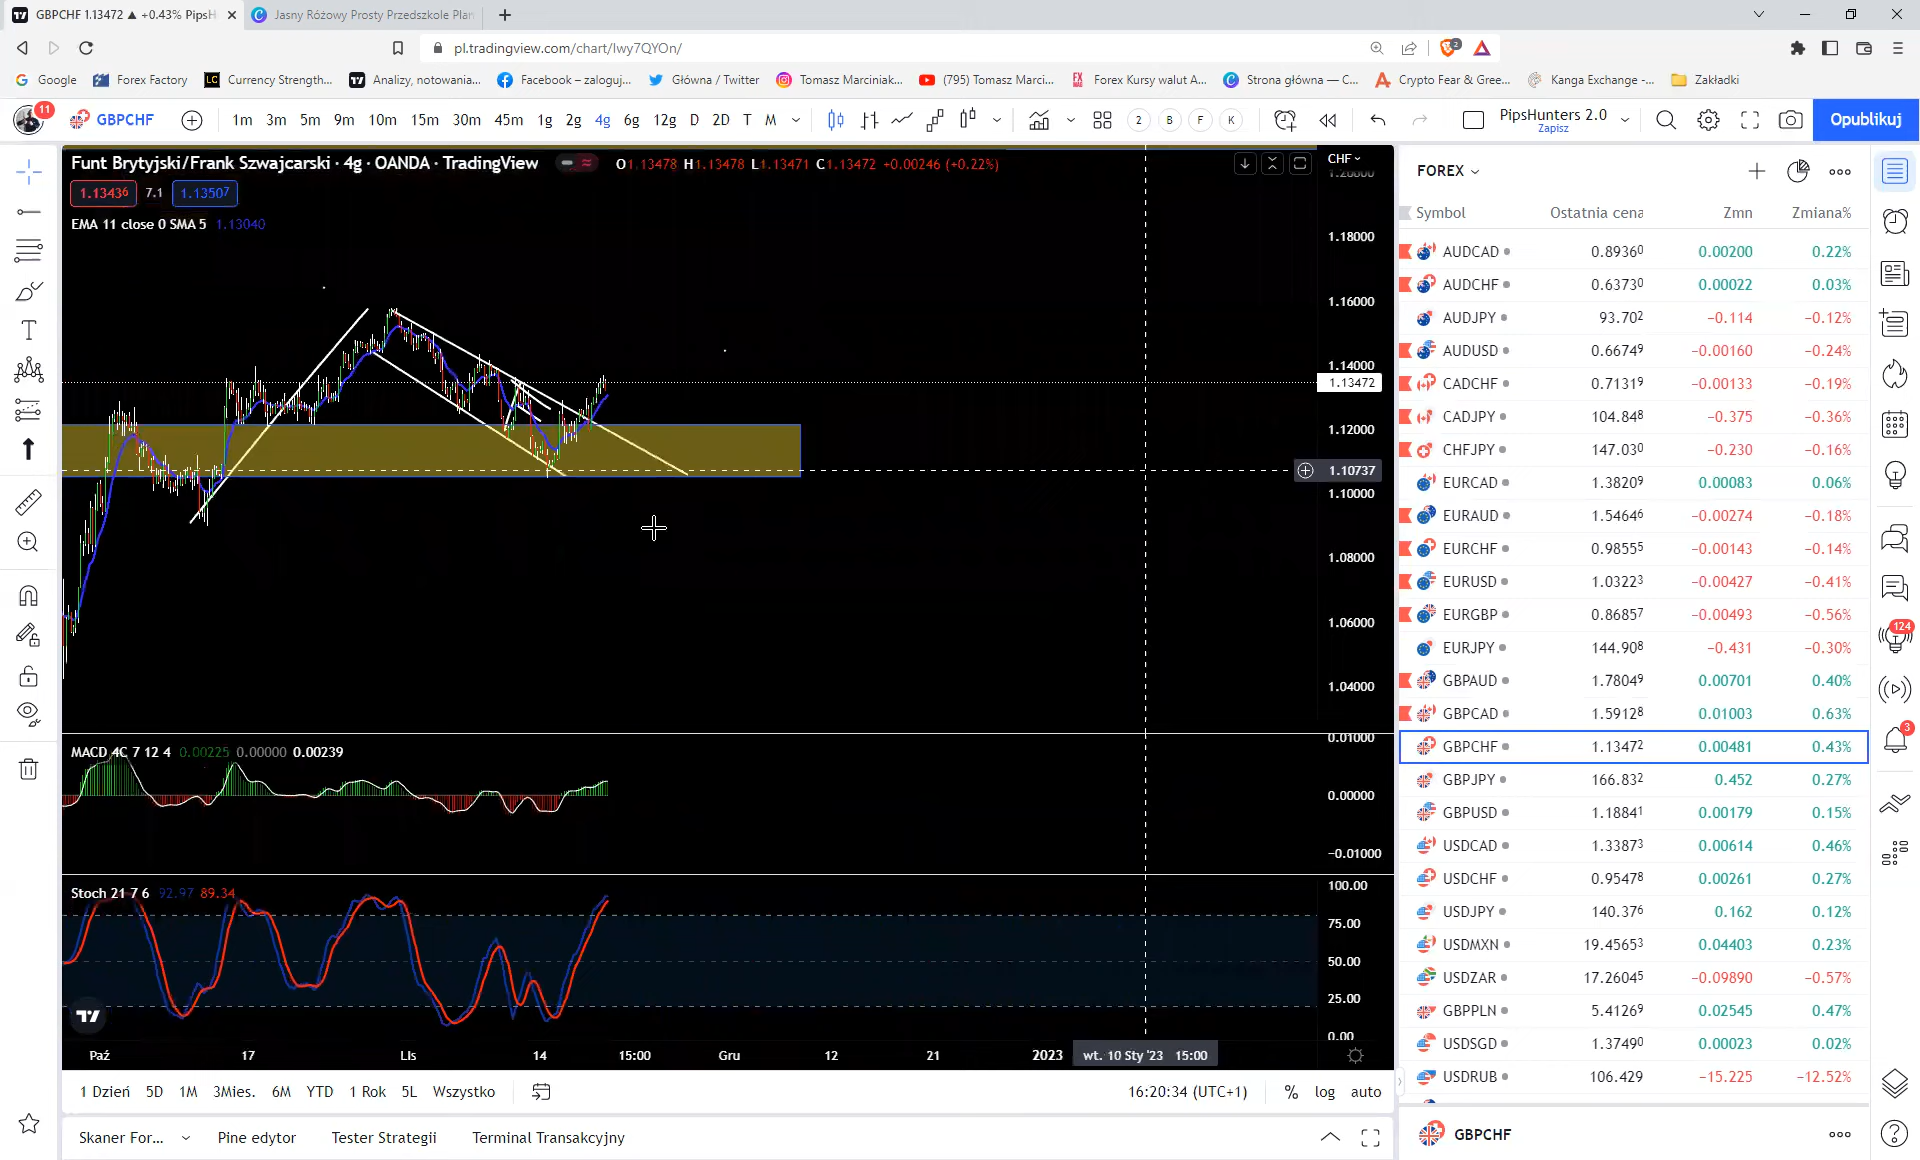 GBPCHF 1.13472 ▲ +0.43% PipsH
Jasny Różowy Prosty Przedszkole Plan
pl.tradingview.com/chart/Iwy7QYOn/
2
Google
Forex Factory
LC
Currency Strength...
Analizy, notowania...
Facebook – zaloguj...
Główna / Twitter
Tomasz Marciniak...
(795) Tomasz Marci...
Forex Kursy walut A...
Strona główna — C...
Crypto Fear & Gree...
Kanga Exchange -...
Zakładki
11
GBPCHF
1m 3m 5m 9m 10m 15m 30m 45m 1g 2g 4g 6g 12g D 2D T M
2 B F K
PipsHunters 2.0
Zapisz
Opublikuj
Funt Brytyjski/Frank Szwajcarski · 4g · OANDA · TradingView
O1.13478 H1.13478 L1.13471 C1.13472 +0.00246 (+0.22%)
1.13436 7.1 1.13507
EMA 11 close 0 SMA 5 1.13040
CHF
1.20000
1.18000
1.16000
1.14000
1.13472
1.12000
1.10737
1.10000
1.08000
1.06000
1.04000
MACD 4C 7 12 4 0.00225 0.00000 0.00239
0.01000
0.00000
−0.01000
Stoch 21 7 6 92.97 89.34
100.00
75.00
50.00
25.00
0.00
Paź 17 Lis 14 15:00 Gru 12 21 2023 wt. 10 Sty '23 15:00
1 Dzień 5D 1M 3Mies. 6M YTD 1 Rok 5L Wszystko
16:20:34 (UTC+1) % log auto
Skaner For... Pine edytor Tester Strategii Terminal Transakcyjny
FOREX
Symbol Ostatnia cena Zmn Zmiana%
AUDCAD 0.89360 0.00200 0.22%
AUDCHF 0.63730 0.00022 0.03%
AUDJPY 93.702 −0.114 −0.12%
AUDUSD 0.66749 −0.00160 −0.24%
CADCHF 0.71319 −0.00133 −0.19%
CADJPY 104.848 −0.375 −0.36%
CHFJPY 147.030 −0.230 −0.16%
EURCAD 1.38209 0.00083 0.06%
EURAUD 1.54646 −0.00274 −0.18%
EURCHF 0.98555 −0.00143 −0.14%
EURUSD 1.03223 −0.00427 −0.41%
EURGBP 0.86857 −0.00493 −0.56%
EURJPY 144.908 −0.431 −0.30%
GBPAUD 1.78049 0.00701 0.40%
GBPCAD 1.59128 0.01003 0.63%
GBPCHF 1.13472 0.00481 0.43%
GBPJPY 166.832 0.452 0.27%
GBPUSD 1.18841 0.00179 0.15%
USDCAD 1.33873 0.00614 0.46%
USDCHF 0.95478 0.00261 0.27%
USDJPY 140.376 0.162 0.12%
USDMXN 19.45653 0.04403 0.23%
USDZAR 17.26045 −0.09890 −0.57%
GBPPLN 5.41269 0.02545 0.47%
USDSGD 1.37490 0.00023 0.02%
USDRUB 106.429 −15.225 −12.52%
GBPCHF
124
3